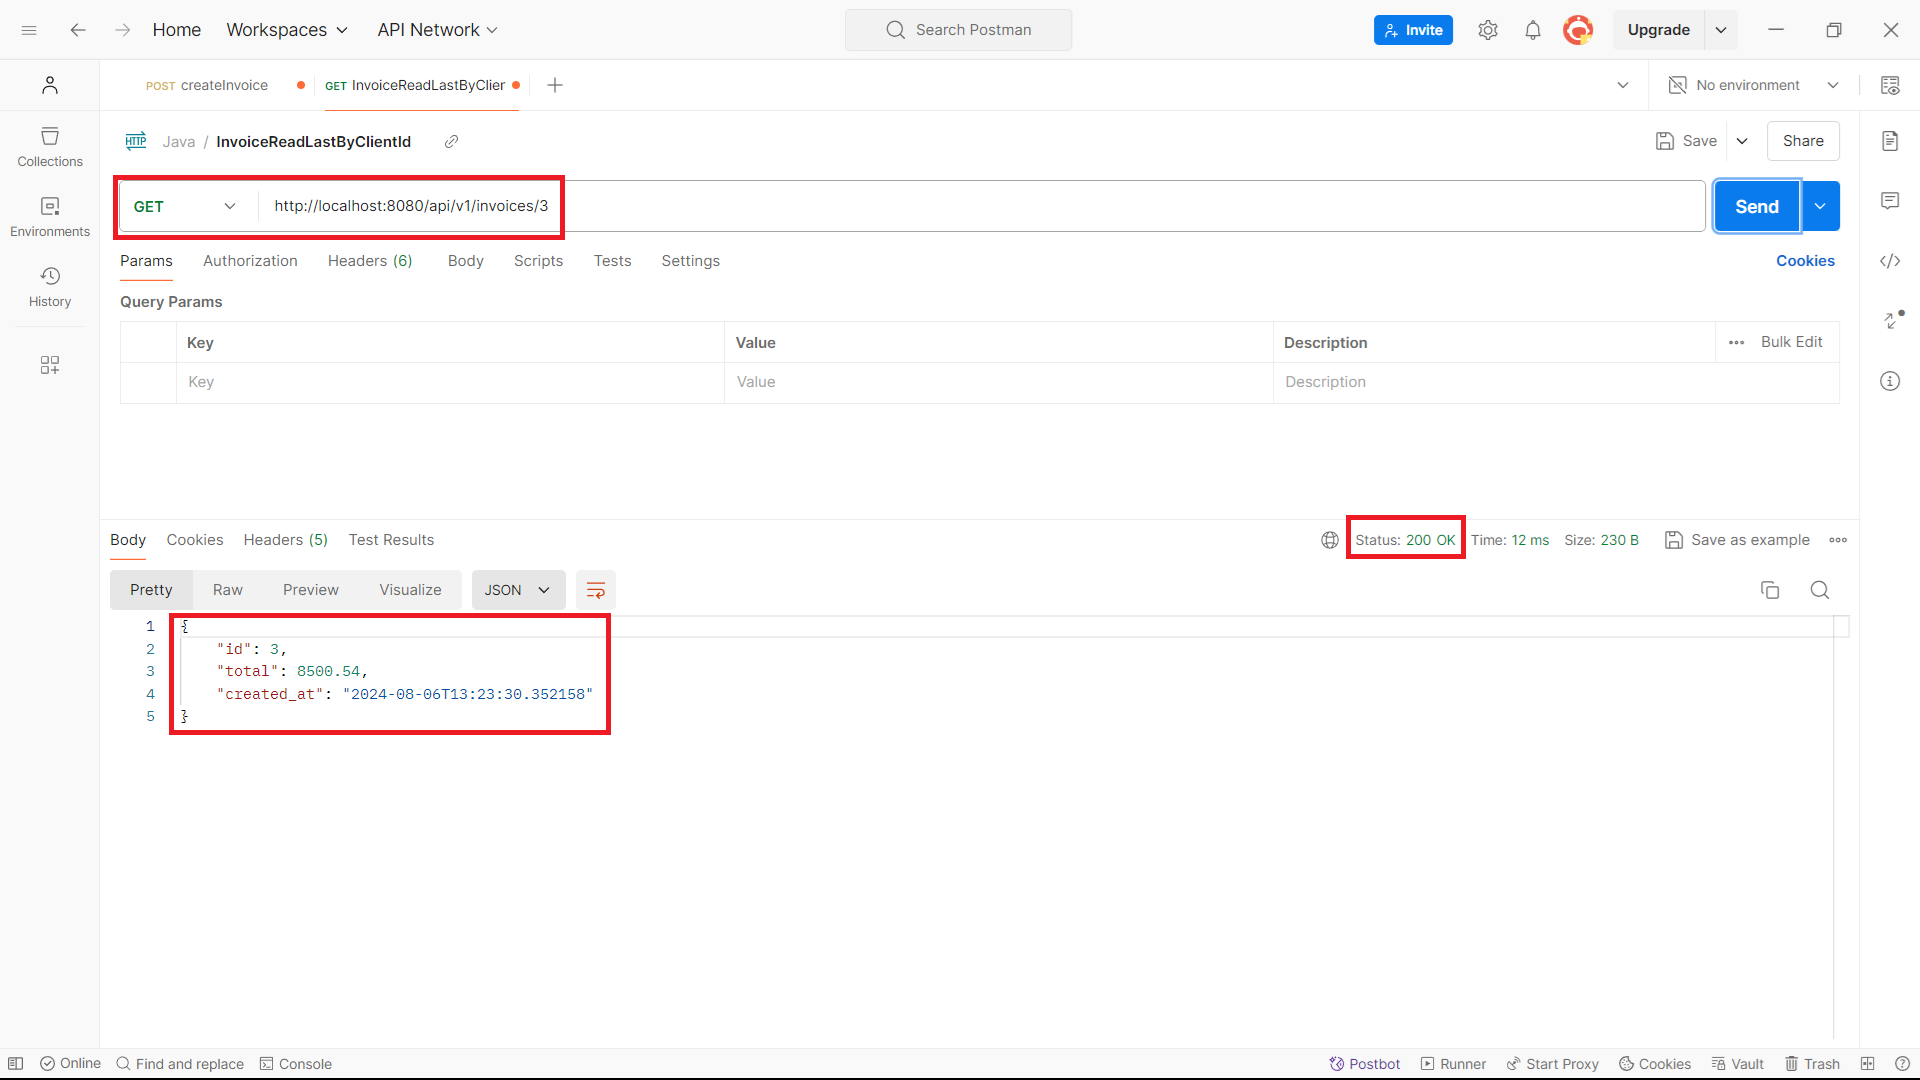 Home Workspaces API Network Search Postman Invite Upgrade
POST createInvoice GET InvoiceReadLastByClier No environment
HTTP Java / InvoiceReadLastByClientId Save Share
Collections
Environments
History
GET http://localhost:8080/api/v1/invoices/3 Send
Params Authorization Headers (6) Body Scripts Tests Settings Cookies
Query Params
Key Value Description Bulk Edit
Key Value Description
Body Cookies Headers (5) Test Results Status: 200 OK Time: 12 ms Size: 230 B Save as example
Pretty Raw Preview Visualize JSON
1 {
2 "id": 3,
3 "total": 8500.54,
4 "created_at": "2024-08-06T13:23:30.352158"
5 }
Online Find and replace Console Postbot Runner Start Proxy Cookies Vault Trash